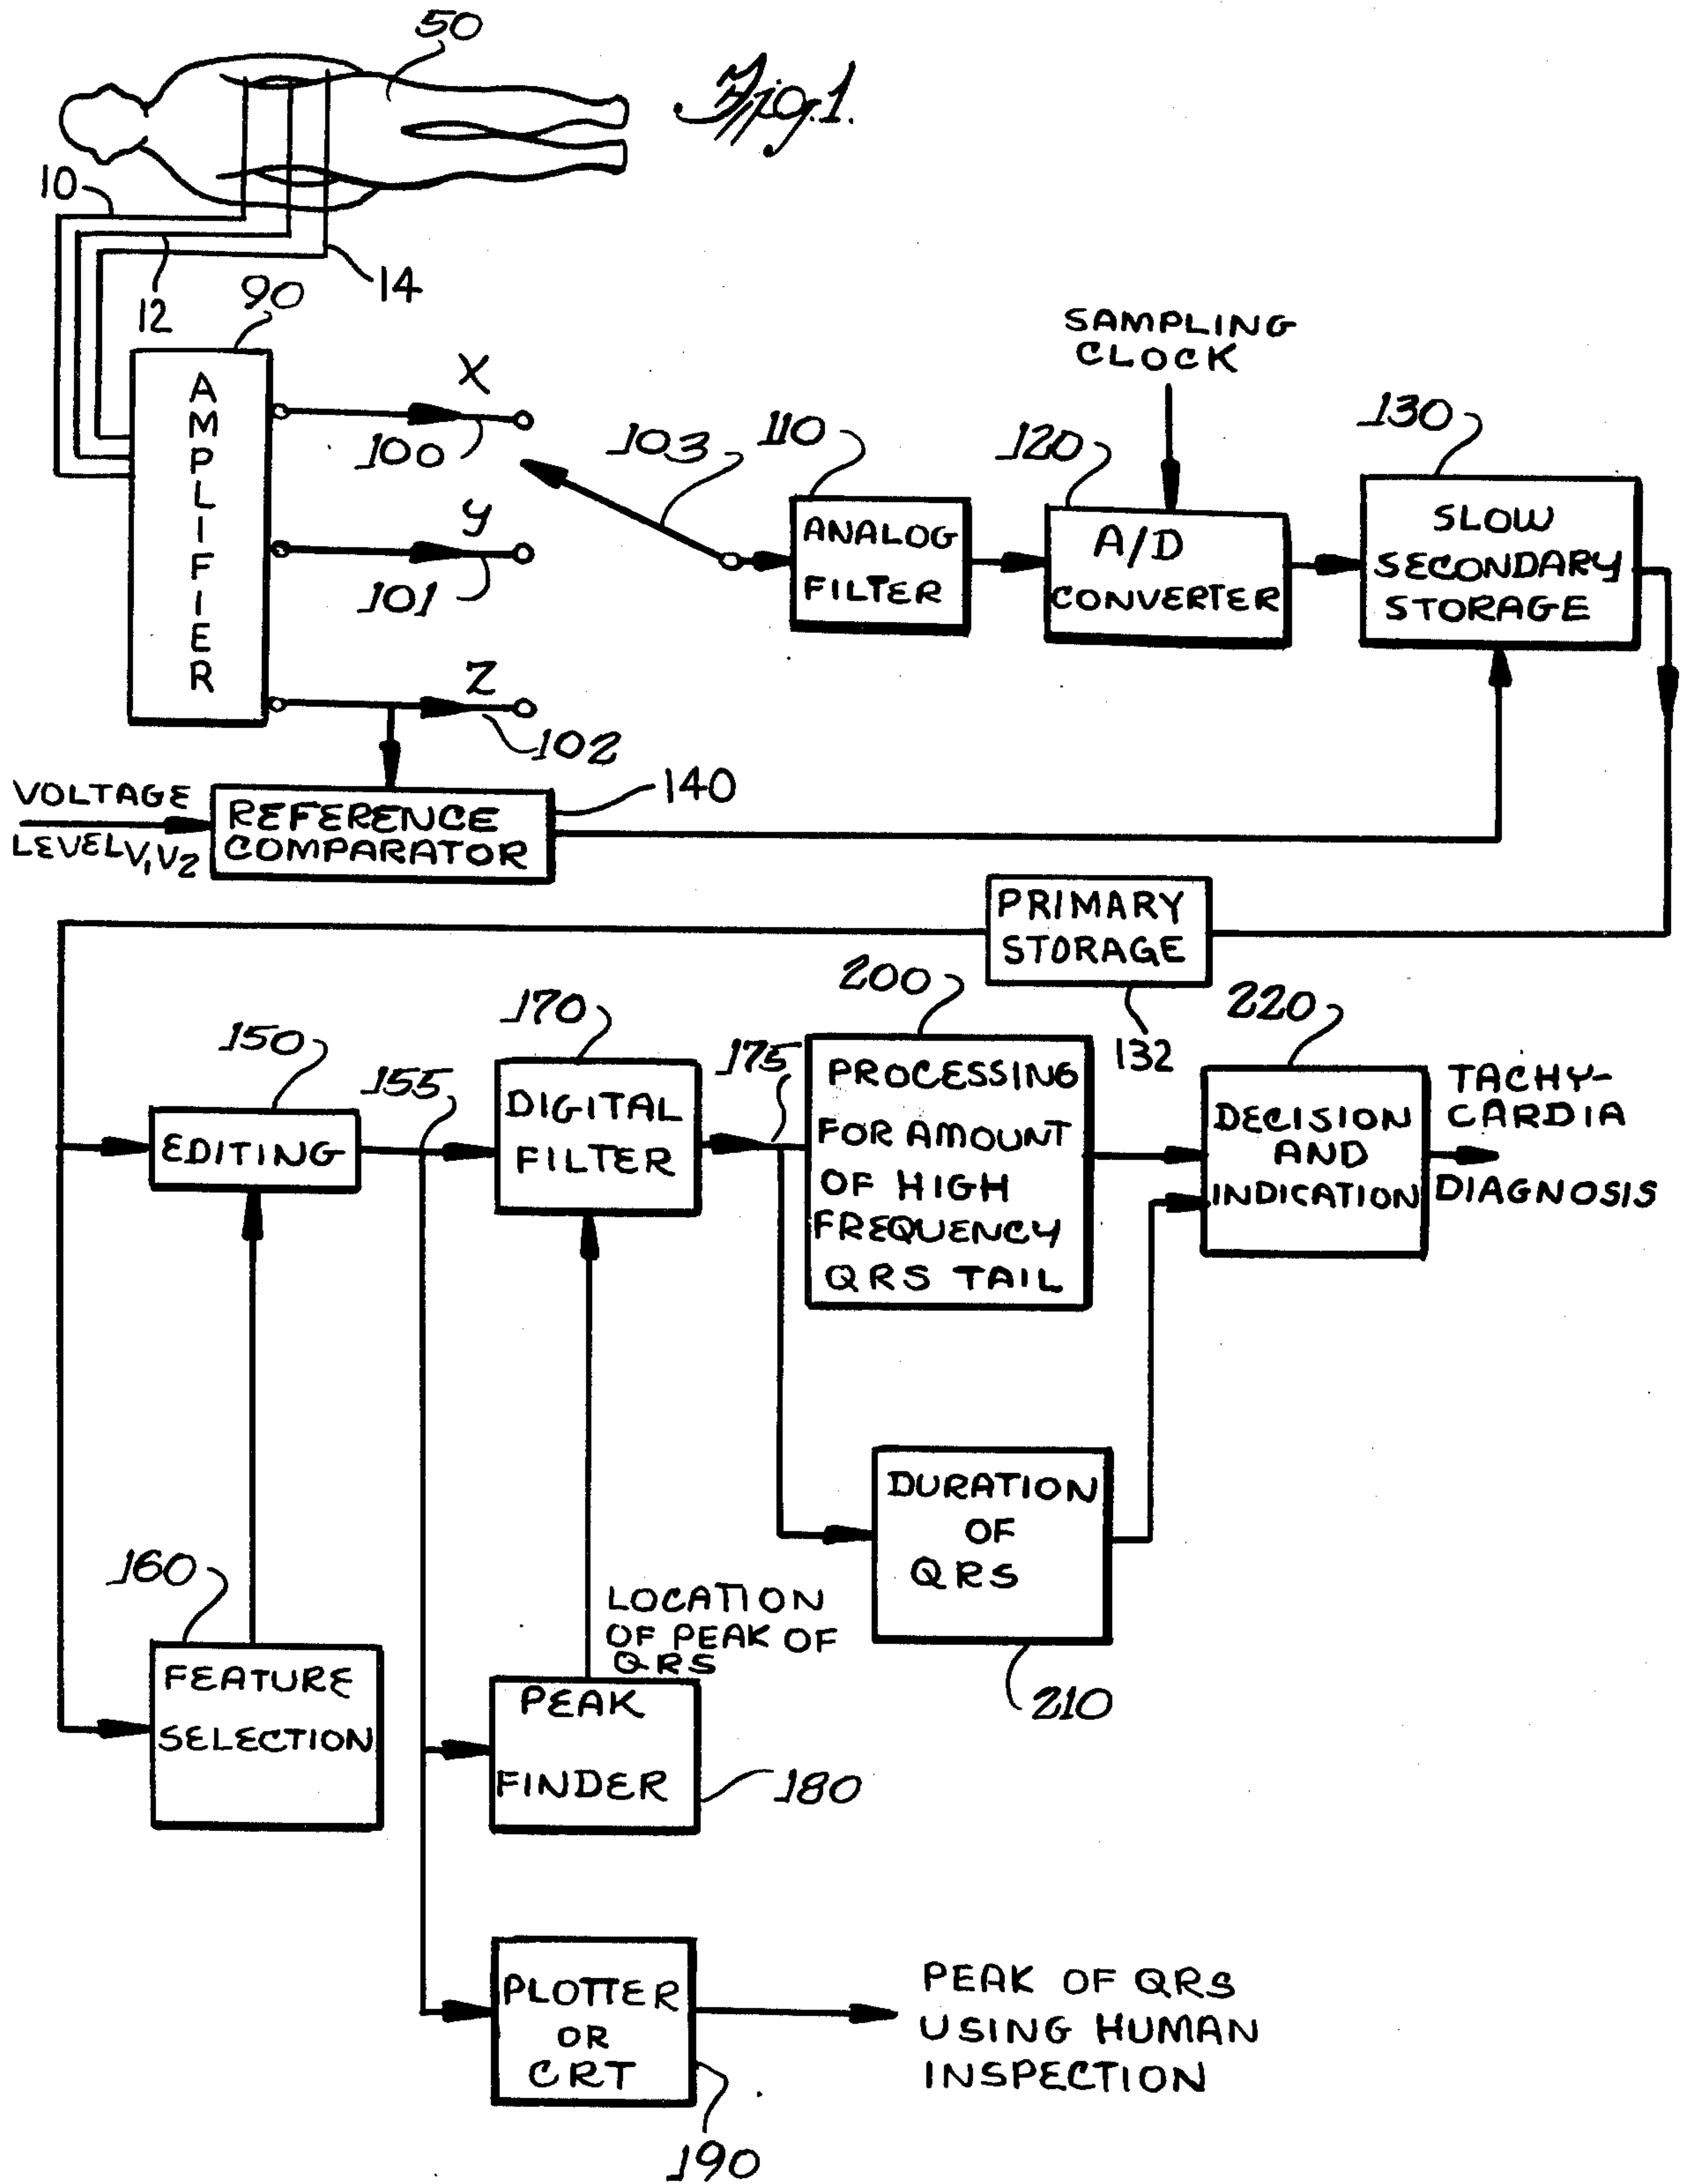 50
Fig. 1.
10
12
14
90
AMPLIFIER
X
100
Y
101
Z
102
103
110
ANALOG
FILTER
SAMPLING
CLOCK
120
A/D
CONVERTER
130
SLOW
SECONDARY
STORAGE
VOLTAGE
LEVEL V1 V2
140
REFERENCE
COMPARATOR
PRIMARY
STORAGE
132
150
EDITING
155
170
DIGITAL
FILTER
175
200
PROCESSING
FOR AMOUNT
OF HIGH
FREQUENCY
QRS TAIL
220
DECISION
AND
INDICATION
TACHY-
CARDIA
DIAGNOSIS
160
FEATURE
SELECTION
LOCATION
OF PEAK OF
QRS
PEAK
FINDER
180
DURATION
OF
QRS
210
PLOTTER
OR
CRT
190
PEAK OF QRS
USING HUMAN
INSPECTION